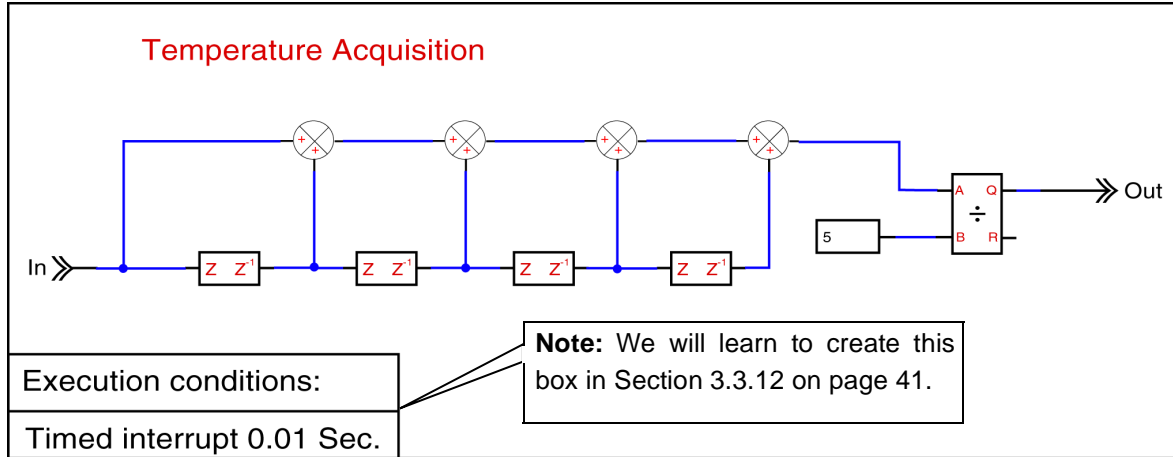 Temperature Acquisition
+ + + +
+ + + +
A Q
÷
B R
5
Out
In
Z Z⁻¹ Z Z⁻¹ Z Z⁻¹ Z Z⁻¹
Note: We will learn to create this
box in Section 3.3.12 on page 41.
Execution conditions:
Timed interrupt 0.01 Sec.